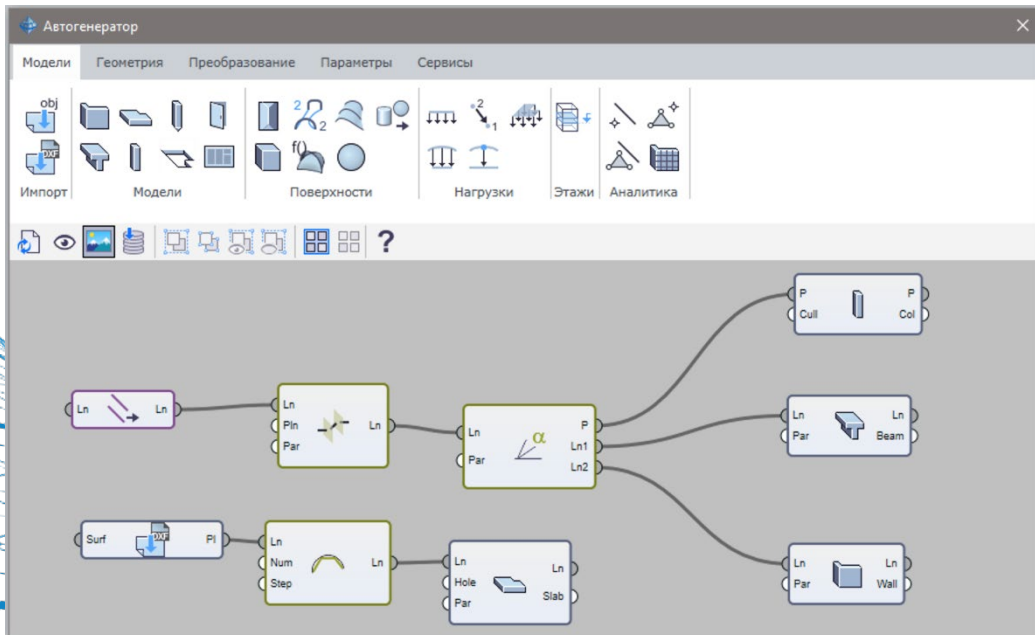 Автогенератор
Модели Геометрия Преобразование Параметры Сервисы
obj
2 2 f() 2 1
DXF
Импорт Модели Поверхности Нагрузки Этажи Аналитика
?
P P
Cull Col
Ln Ln
Ln
Pln Ln
Par
Ln α P
Par Ln1
Ln2
Ln Ln
Par Beam
Surf DXF Pl
Ln
Num Ln
Step
Ln Ln
Hole Slab
Par
Ln Ln
Par Wall